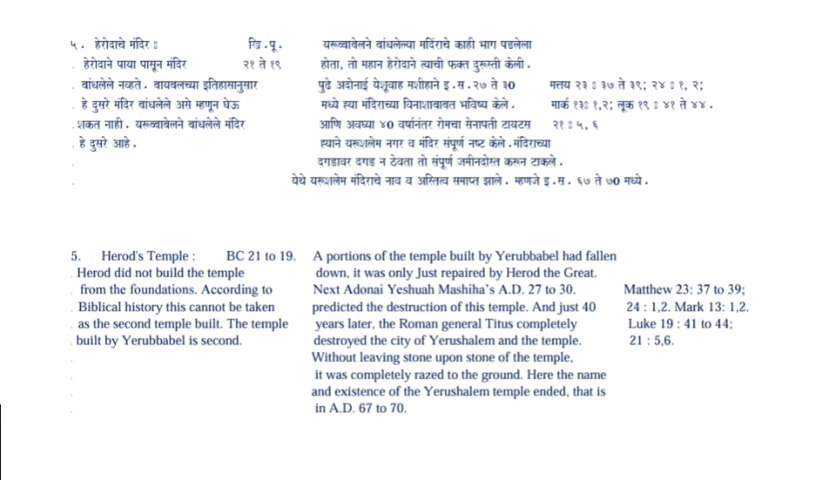 ५. हेरोदाचे मंदिर : ख्रि.पू. यरूब्बाबेलने बांधलेल्या मदिंराचे काही भाग पडलेला
हेरोदाने पाया पासून मंदिर २१ ते १९ होता, तो महान हेरोदाने त्याची फक्त दुरूस्ती केली.
बांधलेले नव्हते. बायबलच्या इतिहासानुसार पुढे अदोनाई येशूवाह मशीहाने इ.स.२७ ते ३0 मत्तय २३ : ३७ ते ३९; २४ : १, २;
हे दुसरे मंदिर बांधलेले असे म्हणून घेऊ मध्ये ह्या मंदिराच्या विनाशाबाबत भविष्य केले. मार्क १३: १,२; लूक १९ : ४१ ते ४४.
शकत नाही. यरूब्बाबेलने बांधलेले मंदिर आणि अवघ्या ४0 वर्षानंतर रोमचा सेनापती टायटस २१ : ५, ६
हे दुसरे आहे. ह्याने यरूशलेम नगर व मंदिर संपूर्ण नष्ट केले.मंदिराच्या
दगडावर दगड न ठेवता तो संपूर्ण जमीनदोस्त करून टाकले.
येथे यरूशलेम मंदिराचे नाव व अस्तित्व समाप्त झाले. म्हणजे इ.स. ६७ ते ७0 मध्ये.
5. Herod's Temple : BC 21 to 19. A portions of the temple built by Yerubbabel had fallen
Herod did not build the temple down, it was only Just repaired by Herod the Great.
from the foundations. According to Next Adonai Yeshuah Mashiha's A.D. 27 to 30. Matthew 23: 37 to 39;
Biblical history this cannot be taken predicted the destruction of this temple. And just 40 24 : 1,2. Mark 13: 1,2.
as the second temple built. The temple years later, the Roman general Titus completely Luke 19 : 41 to 44;
built by Yerubbabel is second. destroyed the city of Yerushalem and the temple. 21 : 5,6.
Without leaving stone upon stone of the temple,
it was completely razed to the ground. Here the name
and existence of the Yerushalem temple ended, that is
in A.D. 67 to 70.